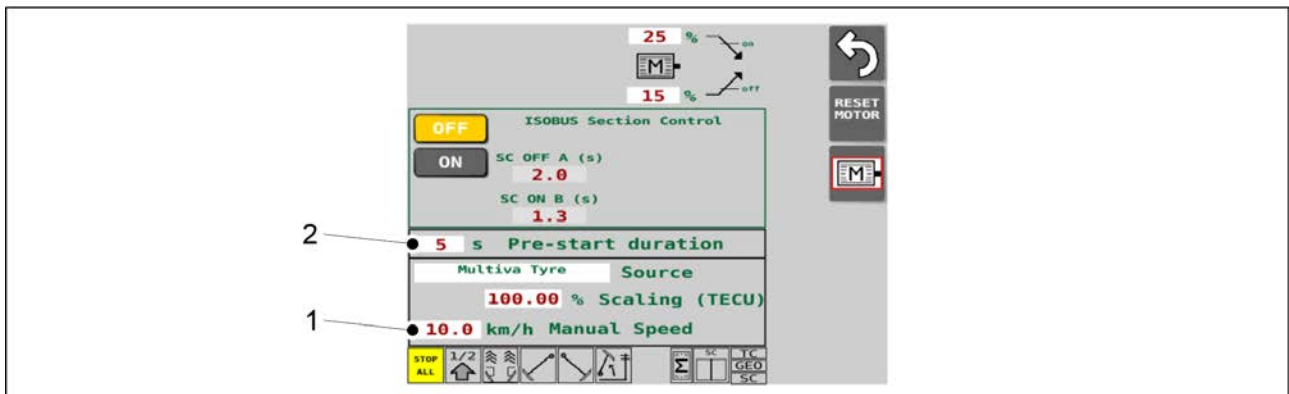 25 % on
M
15 % off
RESET
MOTOR
OFF
ISOBUS Section Control
ON
SC OFF A (s)
2.0
M
SC ON B (s)
1.3
2
5 s Pre-start duration
Multiva Tyre Source
100.00 % Scaling (TECU)
1
10.0 km/h Manual Speed
STOP
ALL
1/2
Σ
SC
TC
GEO
SC